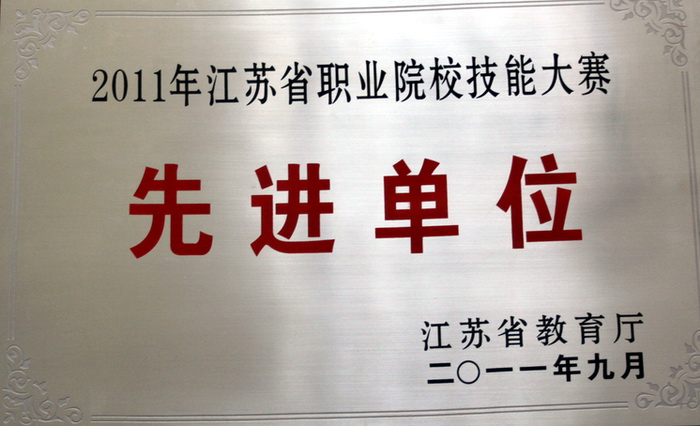 2011年江苏省职业院校技能大赛
先进单位
江苏省教育厅
二〇一一年九月